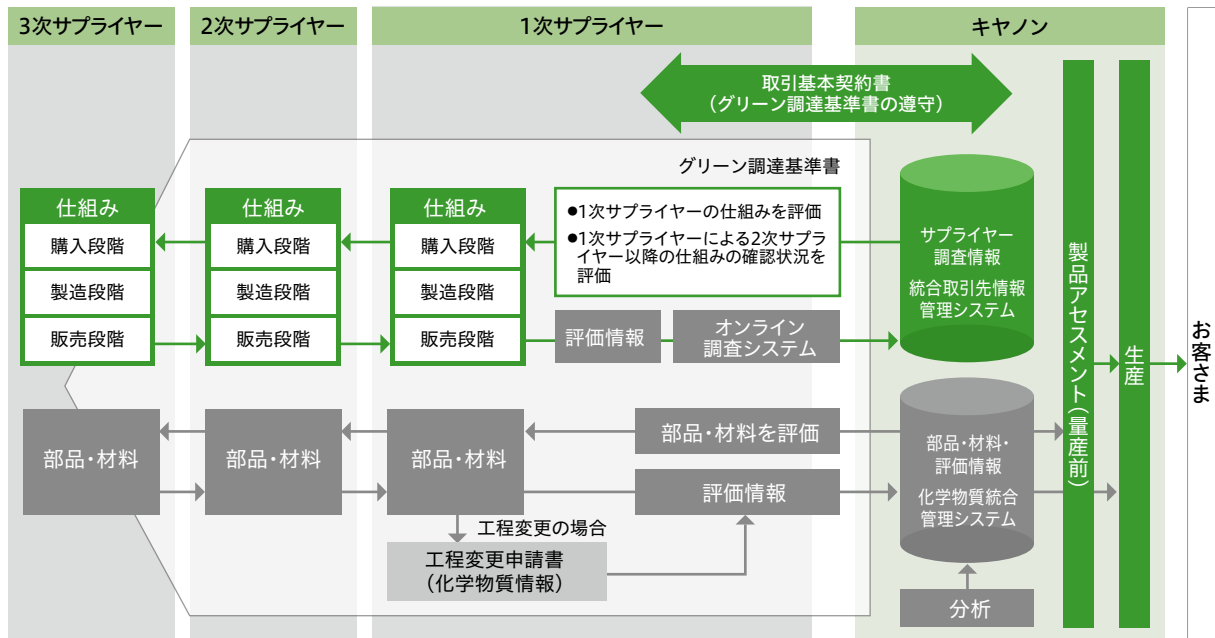 3次サプライヤー
2次サプライヤー
1次サプライヤー
キヤノン
取引基本契約書
（グリーン調達基準書の遵守）
グリーン調達基準書
仕組み
購入段階
製造段階
販売段階
仕組み
購入段階
製造段階
販売段階
仕組み
購入段階
製造段階
販売段階
●1次サプライヤーの仕組みを評価
●1次サプライヤーによる2次サプラ
イヤー以降の仕組みの確認状況を
評価
評価情報
オンライン
調査システム
サプライヤー
調査情報
統合取引先情報
管理システム
部品・材料
部品・材料
部品・材料
部品・材料を評価
評価情報
工程変更の場合
工程変更申請書
（化学物質情報）
部品・材料・
評価情報
化学物質統合
管理システム
分析
製品アセスメント（量産前）
生産
お客さま